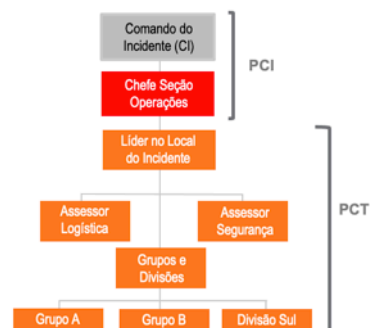 Comando do
Incidente (CI)
PCI
Chefe Seção
Operações
Líder no Local
do Incidente
Assessor
Logística
Assessor
Segurança
PCT
Grupos e
Divisões
Grupo A
Grupo B
Divisão Sul